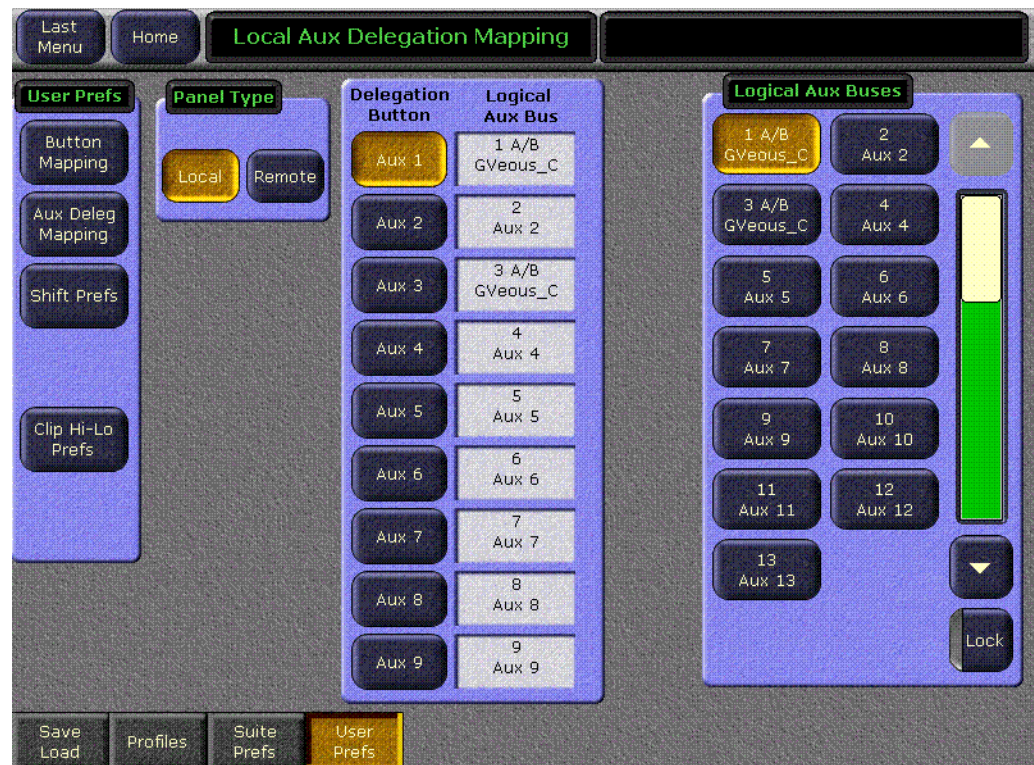 Last
Menu
Home
Local Aux Delegation Mapping
User Prefs
Button
Mapping
Aux Deleg
Mapping
Shift Prefs
Clip Hi-Lo
Prefs
Panel Type
Local
Remote
Delegation
Button
Logical
Aux Bus
Aux 1
1 A/B
GVeous_C
Aux 2
2
Aux 2
Aux 3
3 A/B
GVeous_C
Aux 4
4
Aux 4
Aux 5
5
Aux 5
Aux 6
6
Aux 6
Aux 7
7
Aux 7
Aux 8
8
Aux 8
Aux 9
9
Aux 9
Logical Aux Buses
1 A/B
GVeous_C
2
Aux 2
3 A/B
GVeous_C
4
Aux 4
5
Aux 5
6
Aux 6
7
Aux 7
8
Aux 8
9
Aux 9
10
Aux 10
11
Aux 11
12
Aux 12
13
Aux 13
Lock
Save
Load
Profiles
Suite
Prefs
User
Prefs